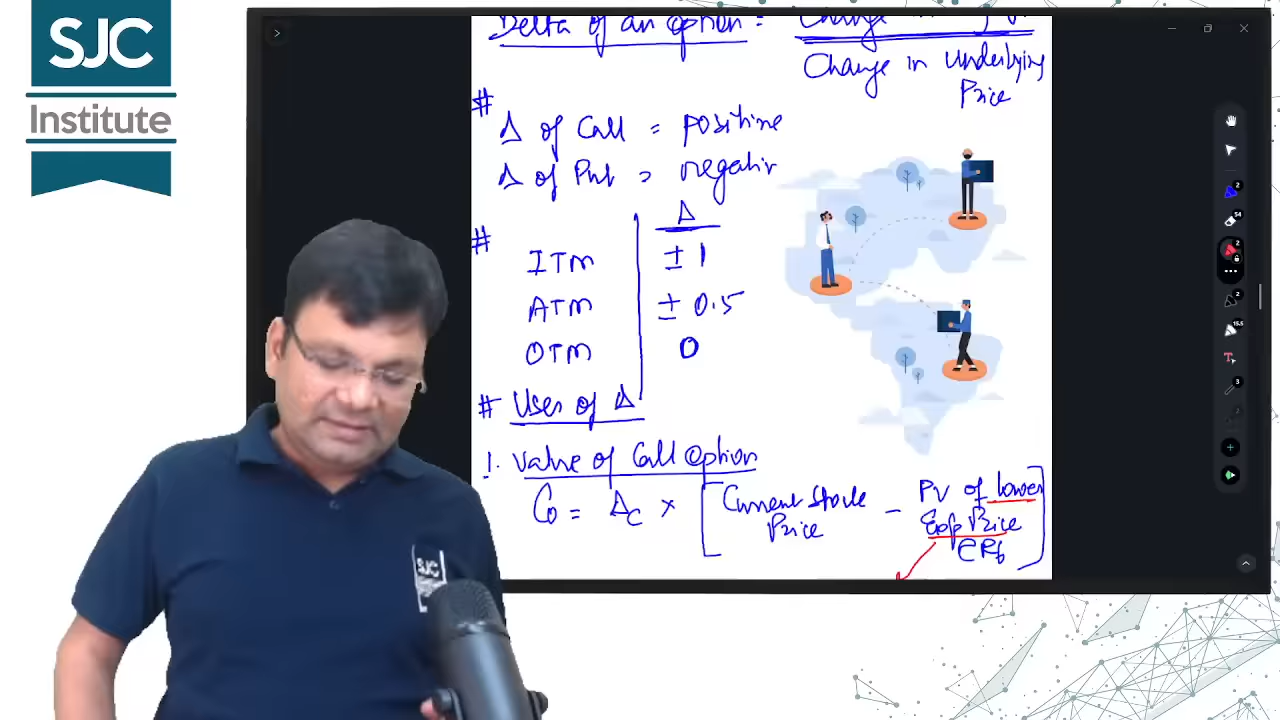 SJC
Institute
Delta of an option =
Change in underlying
Price
# Δ of Call = positive
Δ of Put = negativ
Δ
# ITM ± 1
ATM ± 0.5
OTM 0
# Uses of Δ
1. Value of Call option
C0 = Δc × [Current Stock Price - PV of lower Exp Price @ Rf]
SJC